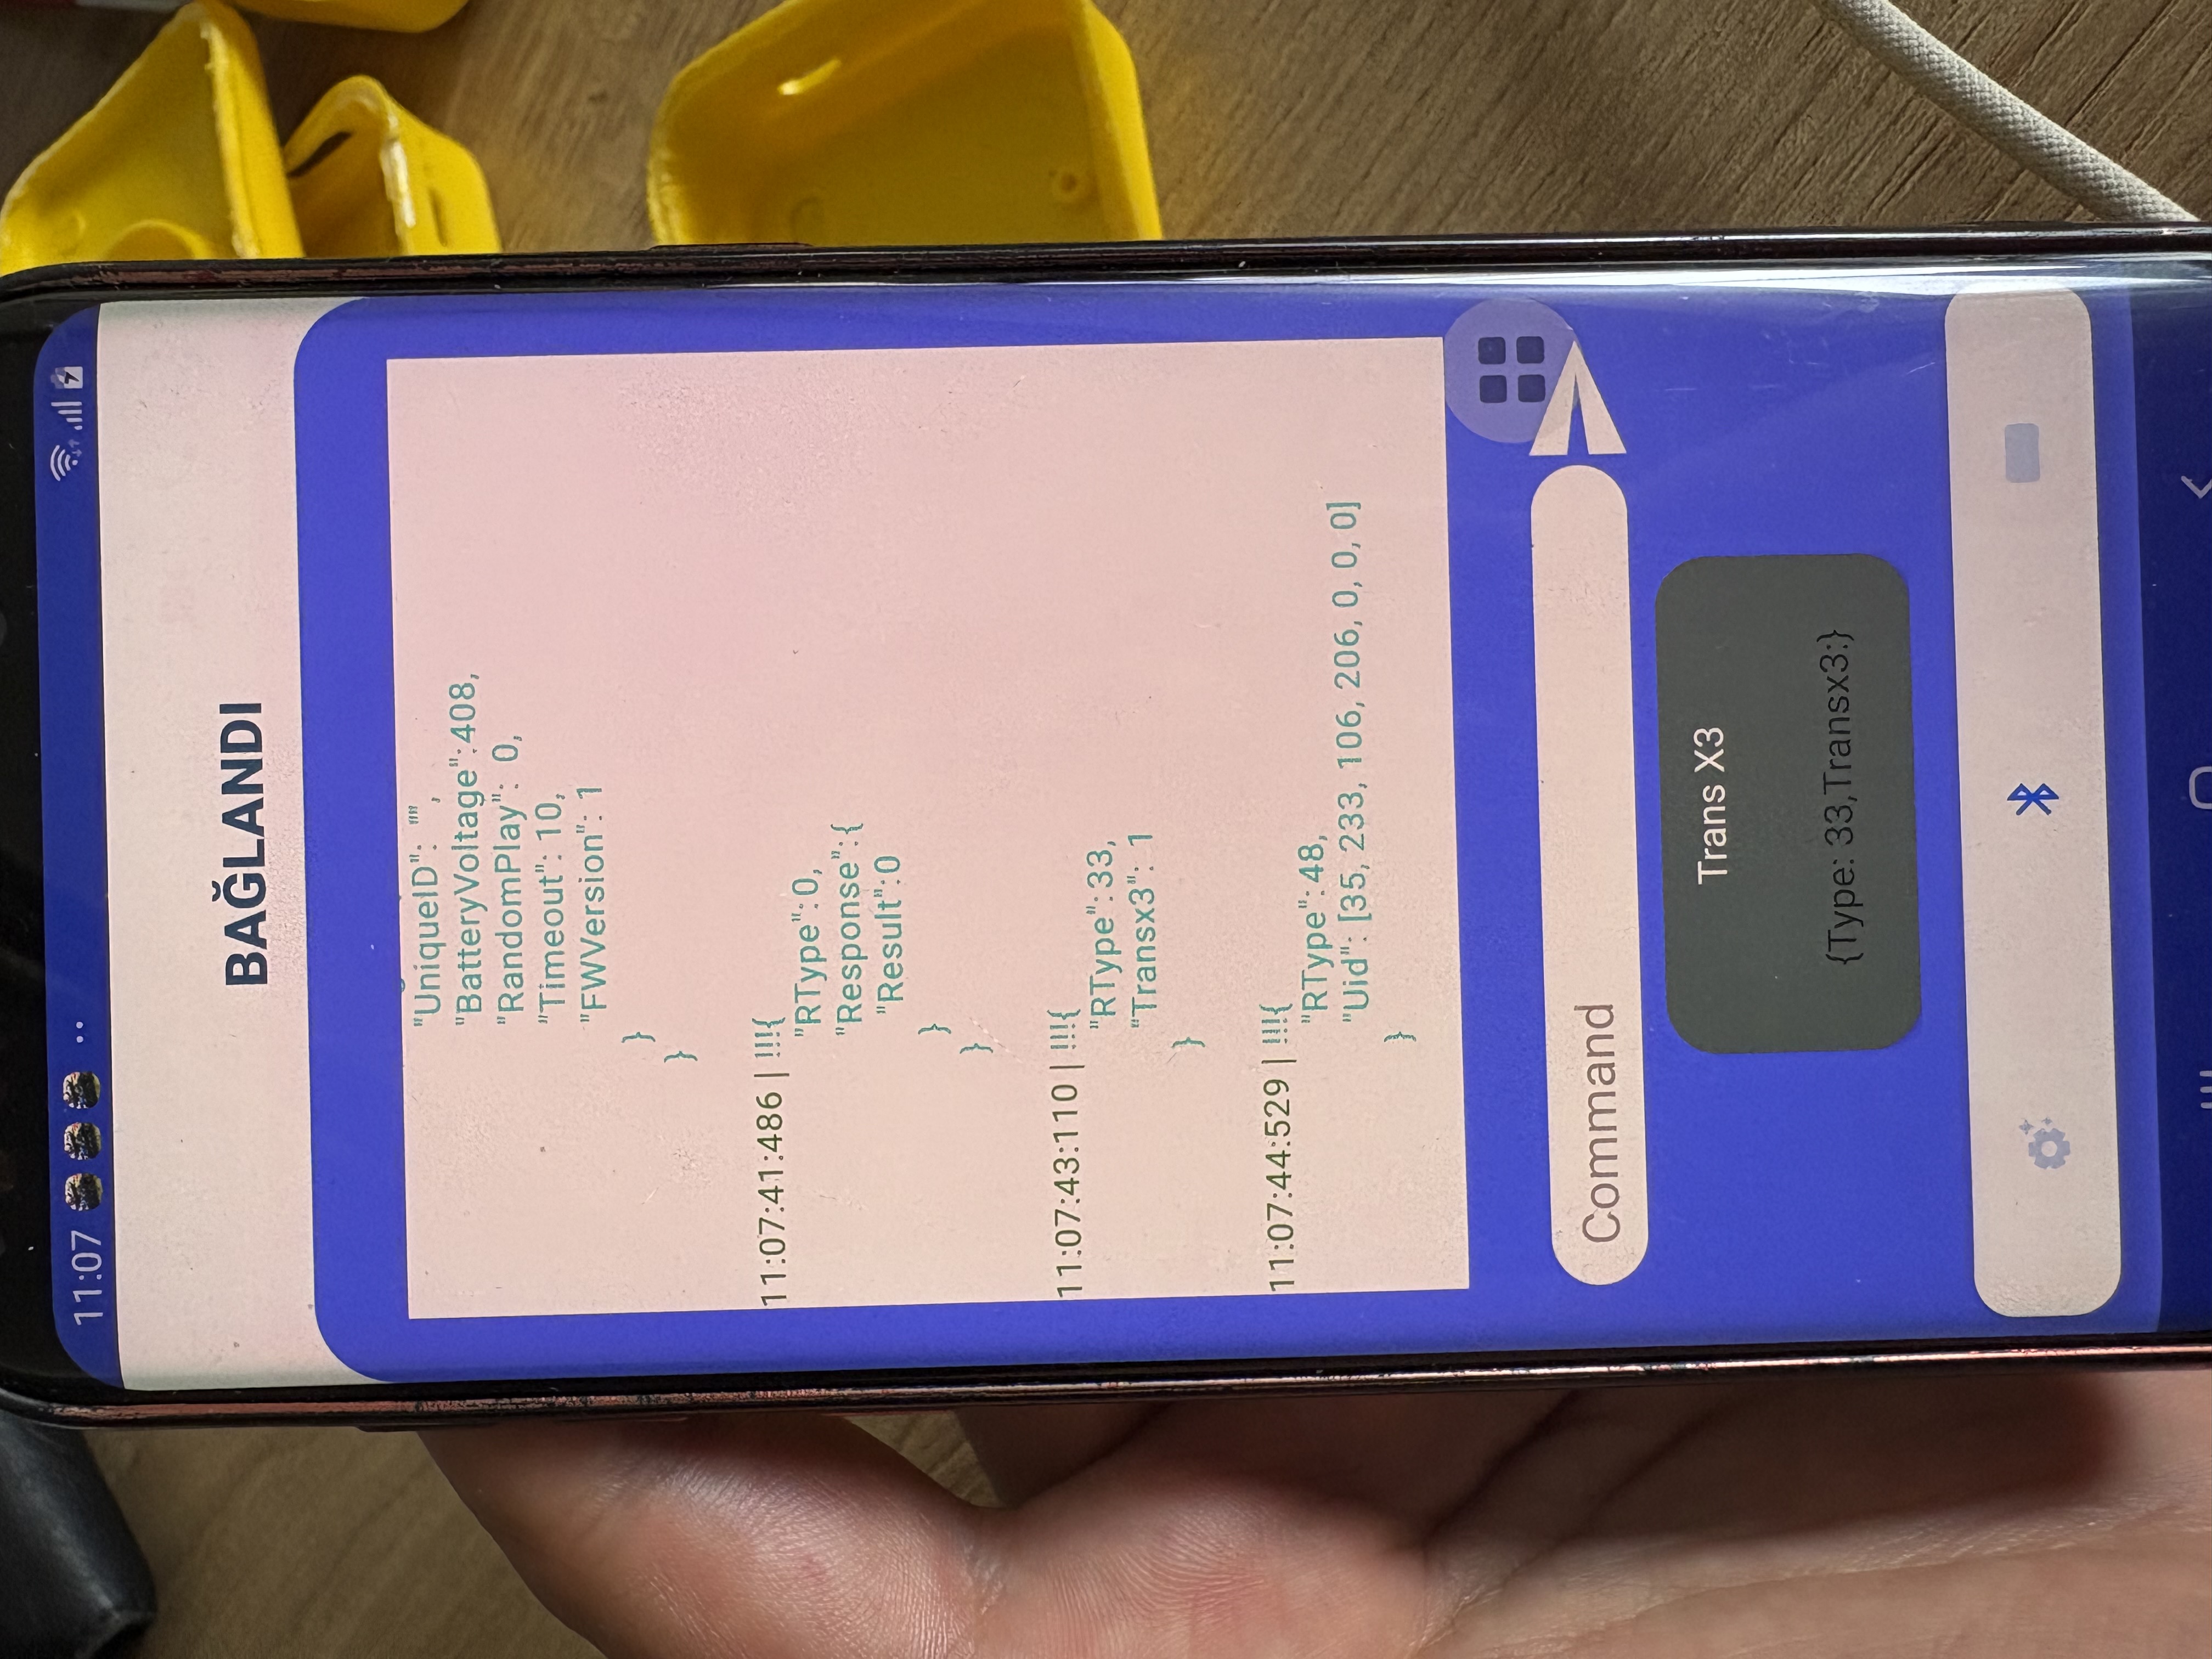 11:07
BAĞLANDI
"UniqueID": "",
"BatteryVoltage":408,
"RandomPlay": 0,
"Timeout": 10,
"FWVersion": 1
}
}
11:07:41:486 | !!!{
"RType":0,
"Response":{
"Result":0
}
}
11:07:43:110 | !!!{
"RType":33,
"Transx3": 1
}
11:07:44:529 | !!!{
"RType":48,
"Uid": [35, 233, 106, 206, 0, 0, 0]
}
Command
Trans X3
{Type: 33,Transx3:}